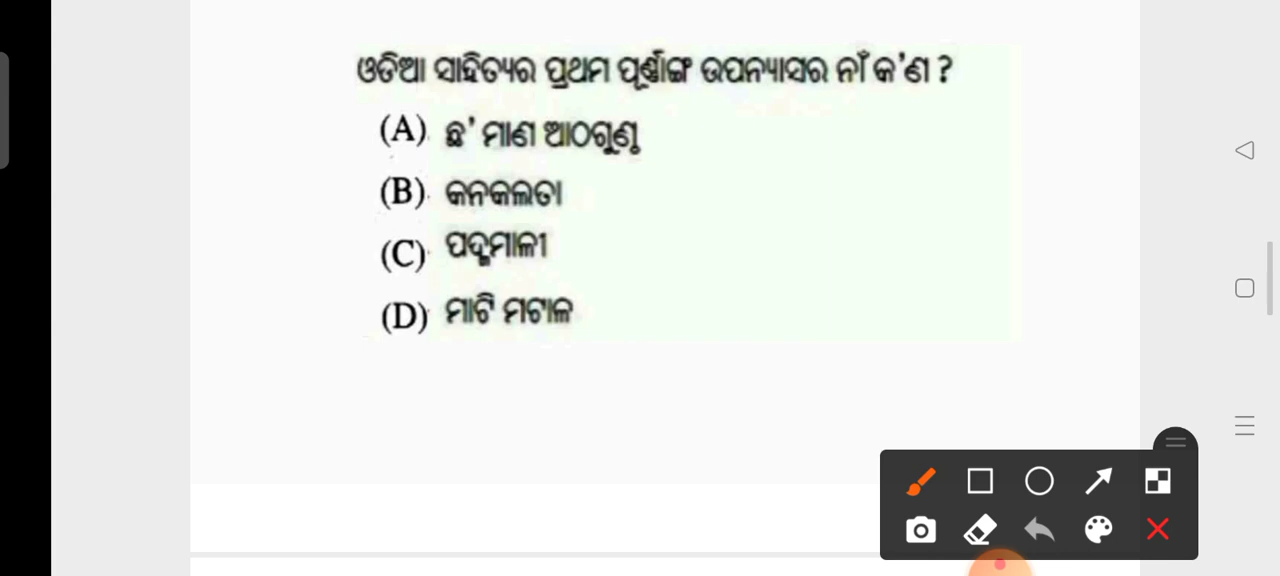 ଓଡିଆ ସାହିତ୍ୟର ପ୍ରଥମ ପୂର୍ଣ୍ଣାଙ୍ଗ ଉପନ୍ୟାସର ନାଁ କ'ଣ ?
(A) ଛ' ମାଣ ଆଠଗୁଣ୍ଠ
(B) କନକଲତା
(C) ପଦ୍ମମାଳୀ
(D) ମାଟି ମଟାଳ